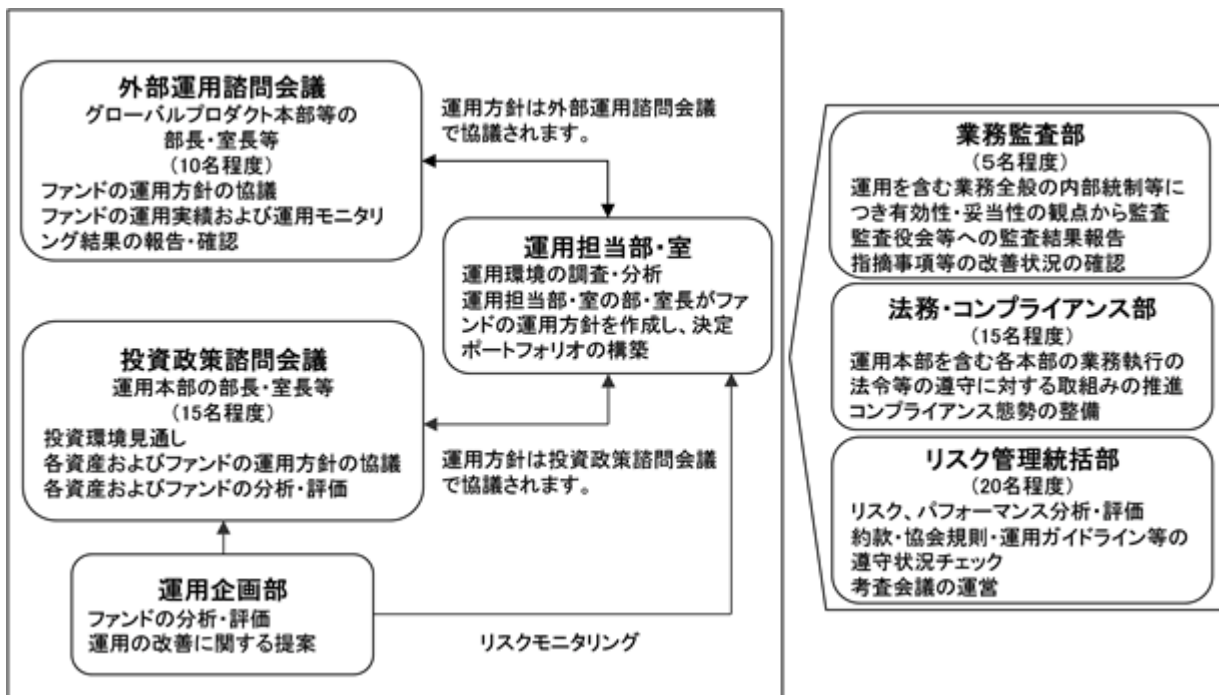 外部運用諮問会議
グローバルプロダクト本部等の
部長・室長等
(10名程度)
ファンドの運用方針の協議
ファンドの運用実績および運用モニタリ
ング結果の報告・確認
運用方針は外部運用諮問会議
で協議されます。
運用担当部・室
運用環境の調査・分析
運用担当部・室の部・室長がファ
ンドの運用方針を作成し、決定
ポートフォリオの構築
投資政策諮問会議
運用本部の部長・室長等
(15名程度)
投資環境見通し
各資産およびファンドの運用方針の協議
各資産およびファンドの分析・評価
運用方針は投資政策諮問会議
で協議されます。
運用企画部
ファンドの分析・評価
運用の改善に関する提案
リスクモニタリング
業務監査部
(5名程度)
運用を含む業務全般の内部統制等に
つき有効性・妥当性の観点から監査
監査役会等への監査結果報告
指摘事項等の改善状況の確認
法務・コンプライアンス部
(15名程度)
運用本部を含む各本部の業務執行の
法令等の遵守に対する取組みの推進
コンプライアンス態勢の整備
リスク管理統括部
(20名程度)
リスク、パフォーマンス分析・評価
約款・協会規則・運用ガイドライン等の
遵守状況チェック
考査会議の運営